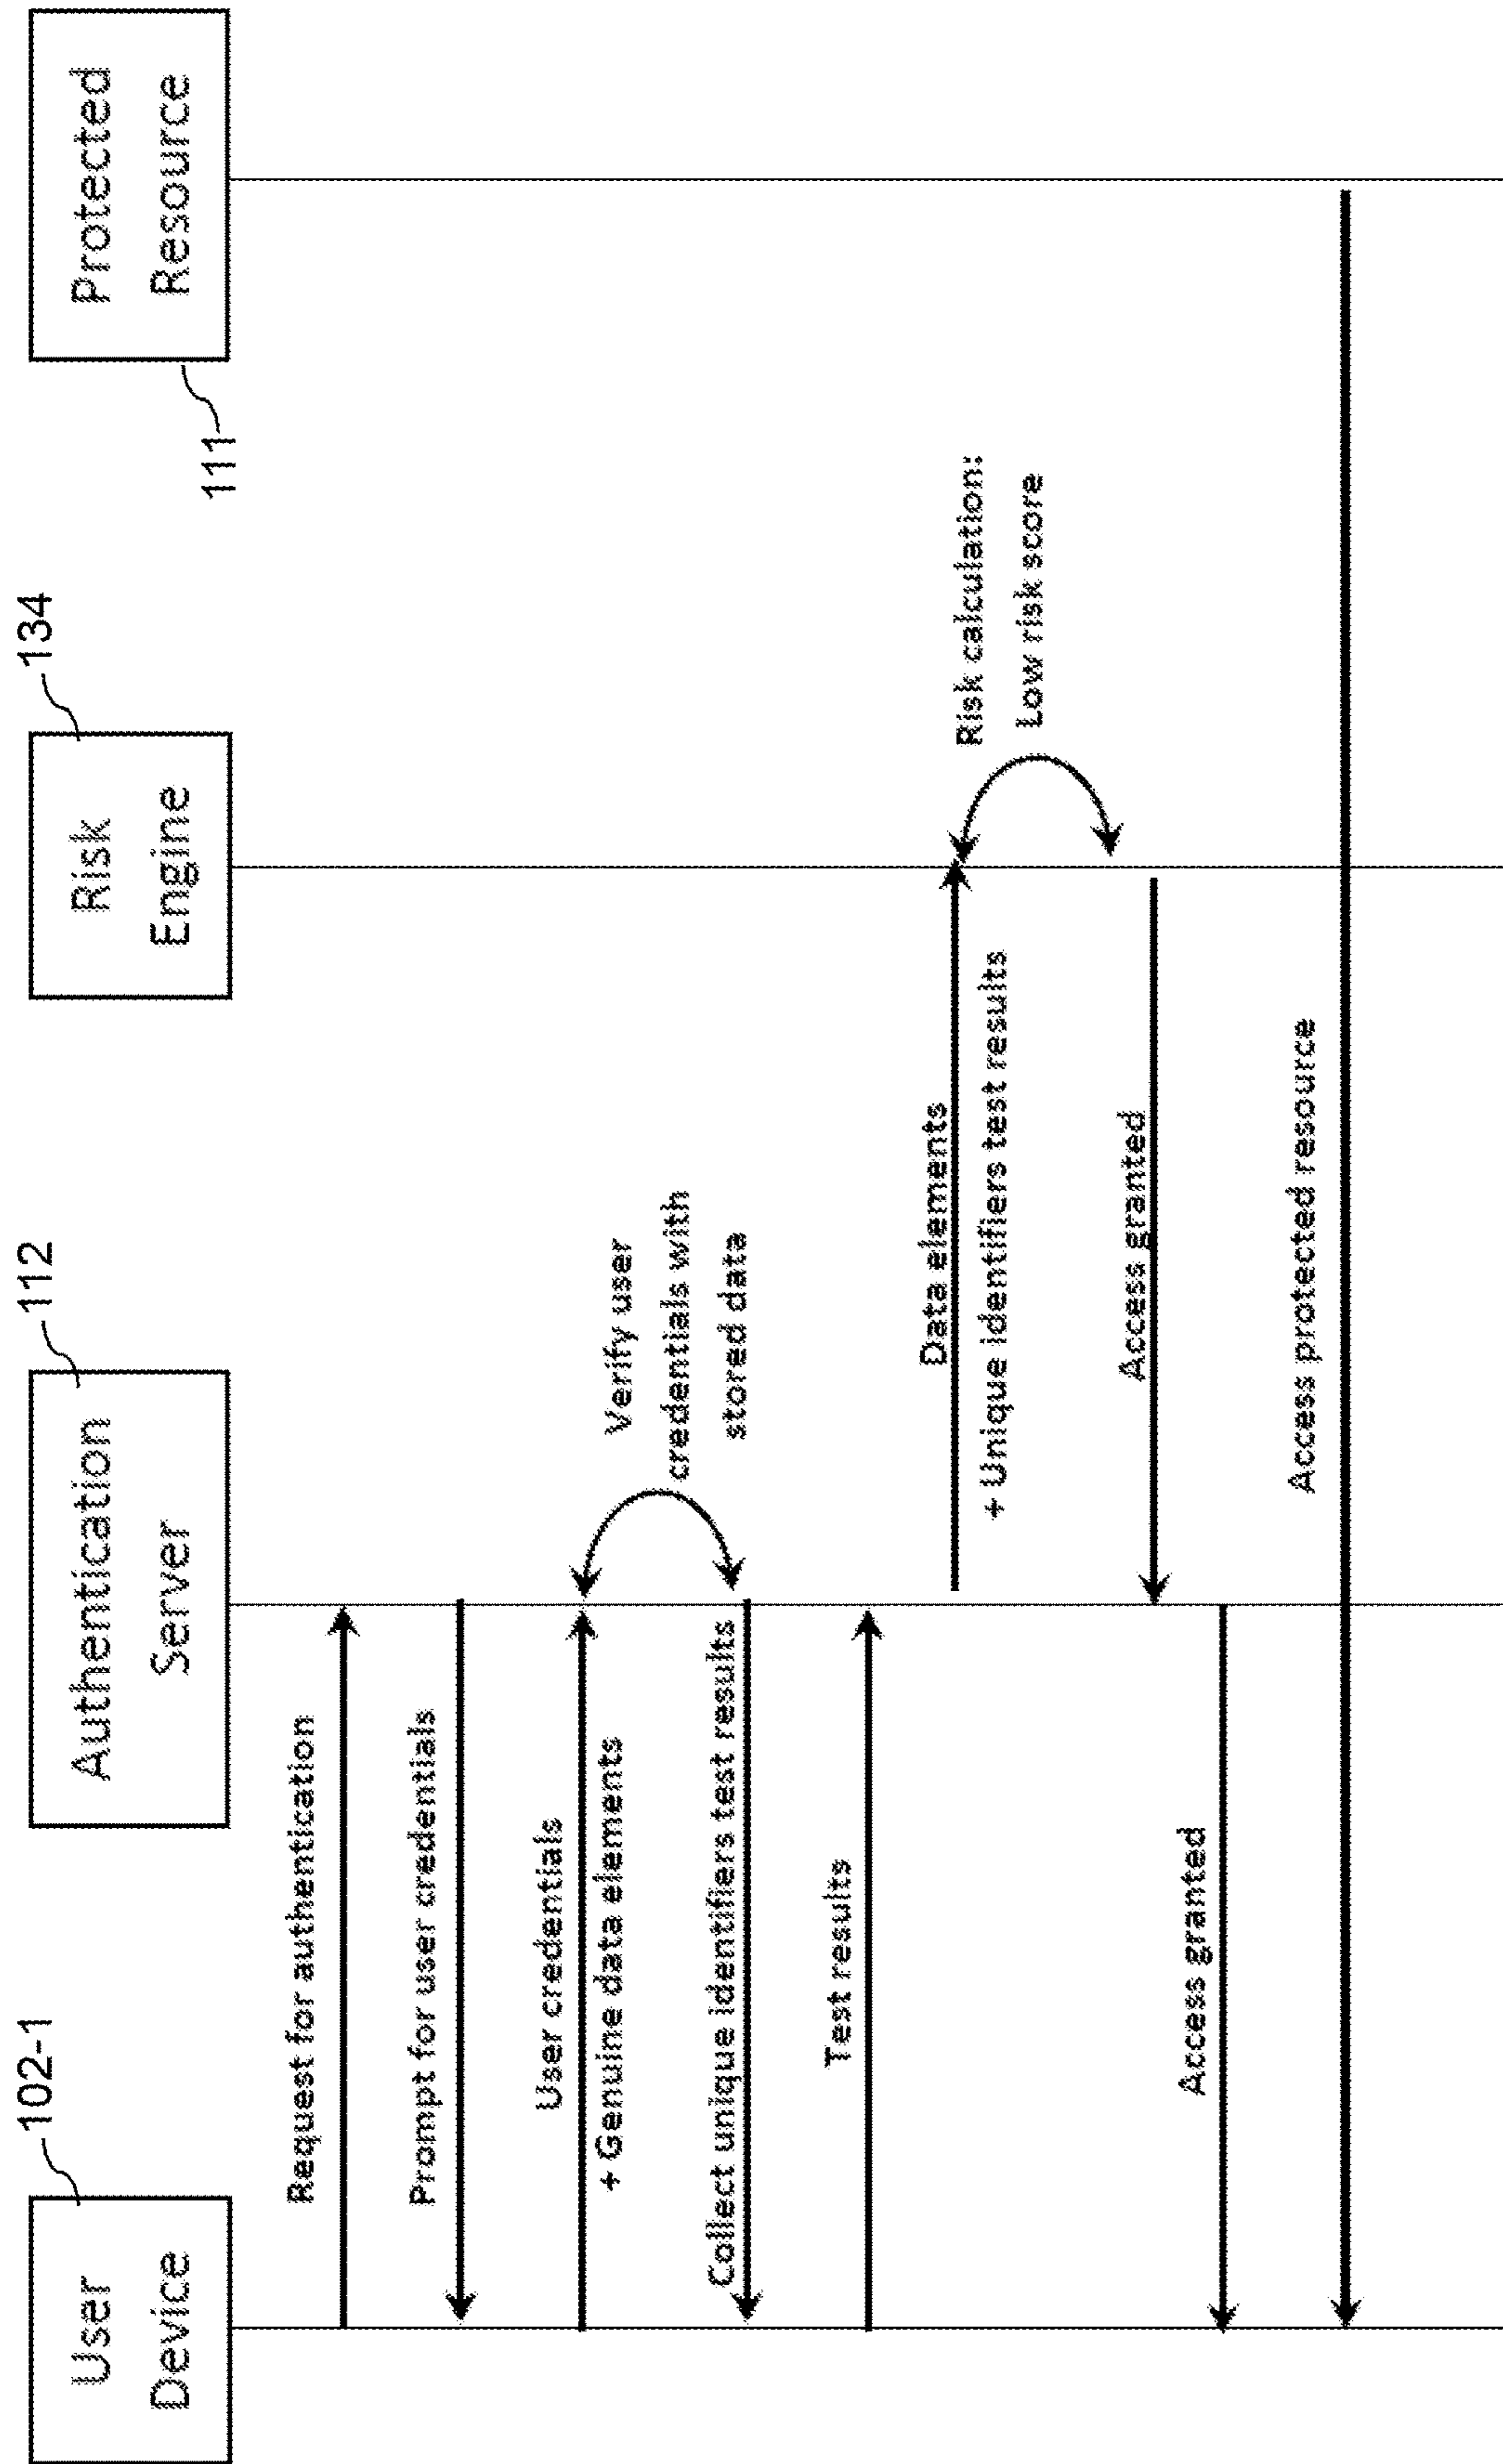 User
Device
102-1
Authentication
Server
112
Risk
Engine
134
Protected
Resource
111
Request for authentication
Prompt for user credentials
User credentials
+ Genuine data elements
Verify user
credentials with
stored data
Collect unique identifiers test results
Test results
Data elements
+ Unique identifiers test results
Risk calculation:
Low risk score
Access granted
Access granted
Access protected resource